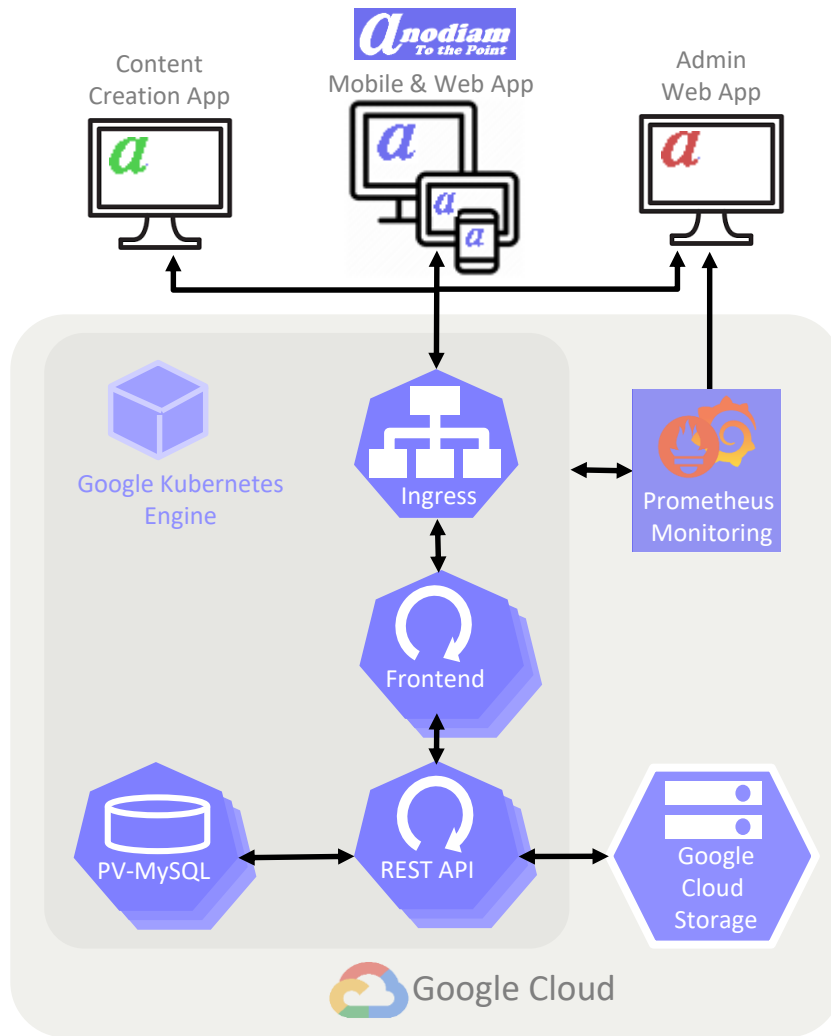 anodiam
To the Point
Content
Creation App
Mobile & Web App
Admin
Web App
a
a
a
a
a
Google Kubernetes
Engine
Ingress
Prometheus
Monitoring
Frontend
PV-MySQL
REST API
Google
Cloud
Storage
Google Cloud